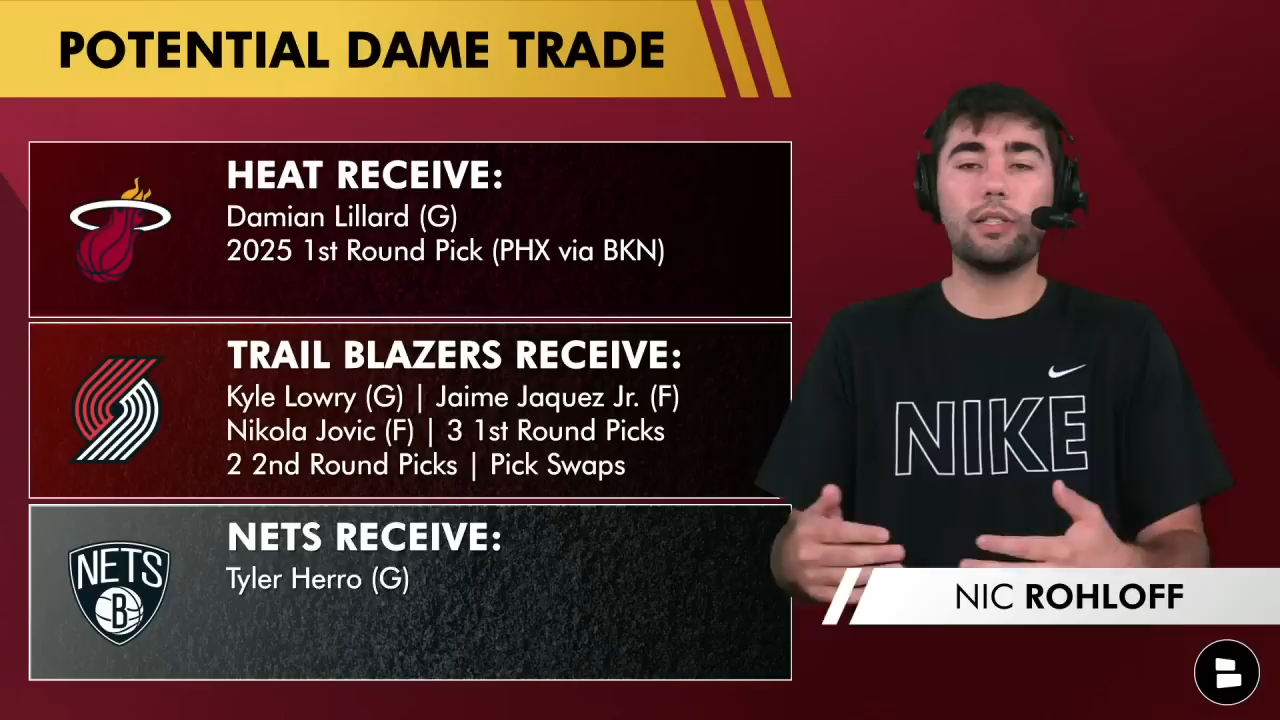 POTENTIAL DAME TRADE
HEAT RECEIVE:
Damian Lillard (G)
2025 1st Round Pick (PHX via BKN)
TRAIL BLAZERS RECEIVE:
Kyle Lowry (G) | Jaime Jaquez Jr. (F)
Nikola Jovic (F) | 3 1st Round Picks
2 2nd Round Picks | Pick Swaps
NETS RECEIVE:
Tyler Herro (G)
NETS
B
NIKE
NIC ROHLOFF